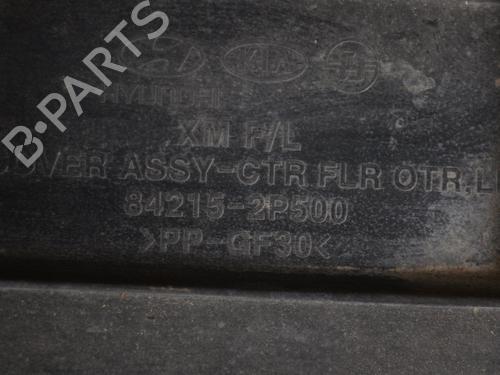 B-PARTS
KIA
HYUNDAI
XM F/L
COVER ASSY-CTR FLR OTR,L
84215-2P500
>PP-GF30<